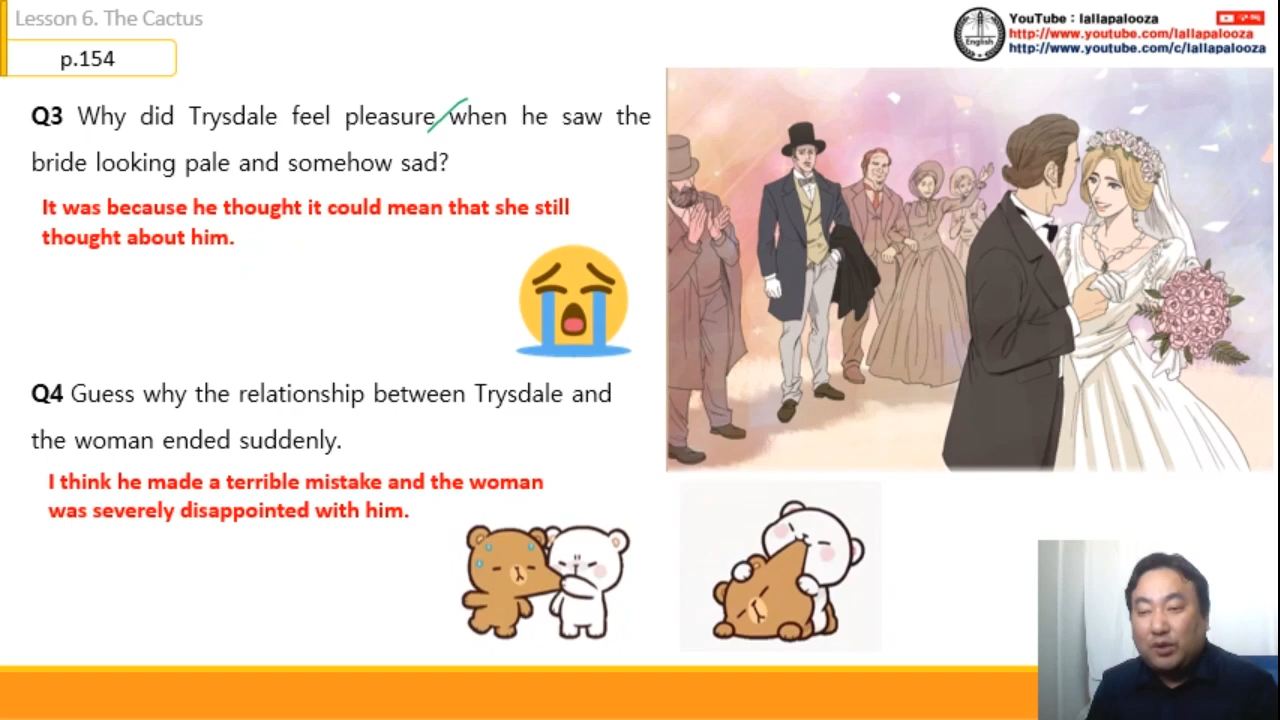 Lesson 6. The Cactus
p.154
YouTube : lallapalooza
http://www.youtube.com/lallapalooza
http://www.youtube.com/c/lallapalooza
English
Q3 Why did Trysdale feel pleasure when he saw the
bride looking pale and somehow sad?
It was because he thought it could mean that she still
thought about him.
Q4 Guess why the relationship between Trysdale and
the woman ended suddenly.
I think he made a terrible mistake and the woman
was severely disappointed with him.